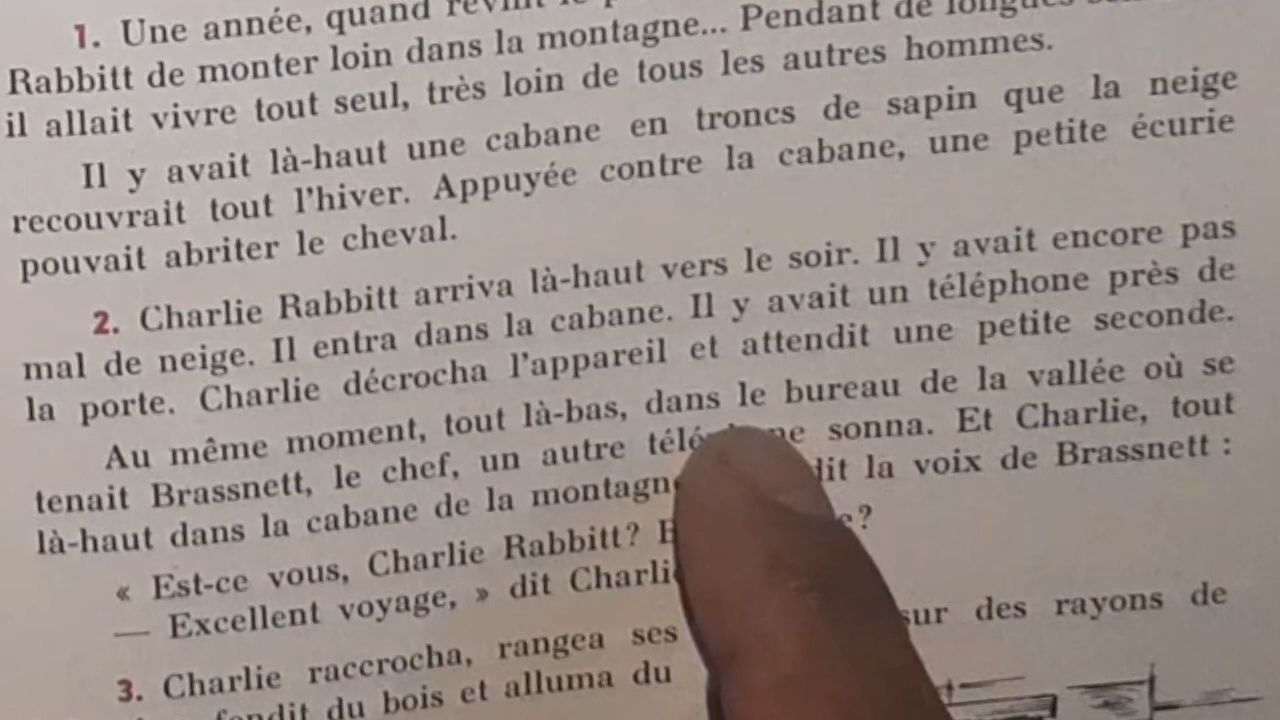 1. Une année, quand revint le
Rabbitt de monter loin dans la montagne... Pendant de longues
il allait vivre tout seul, très loin de tous les autres hommes.
Il y avait là-haut une cabane en troncs de sapin que la neige
recouvrait tout l'hiver. Appuyée contre la cabane, une petite écurie
pouvait abriter le cheval.
2. Charlie Rabbitt arriva là-haut vers le soir. Il y avait encore pas
mal de neige. Il entra dans la cabane. Il y avait un téléphone près de
la porte. Charlie décrocha l'appareil et attendit une petite seconde.
Au même moment, tout là-bas, dans le bureau de la vallée où se
tenait Brassnett, le chef, un autre téléphone sonna. Et Charlie, tout
là-haut dans la cabane de la montagne la voix de Brassnett :
« Est-ce vous, Charlie Rabbitt? ?
— Excellent voyage, » dit Charlie
3. Charlie raccrocha, rangea ses sur des rayons de
fendit du bois et alluma du